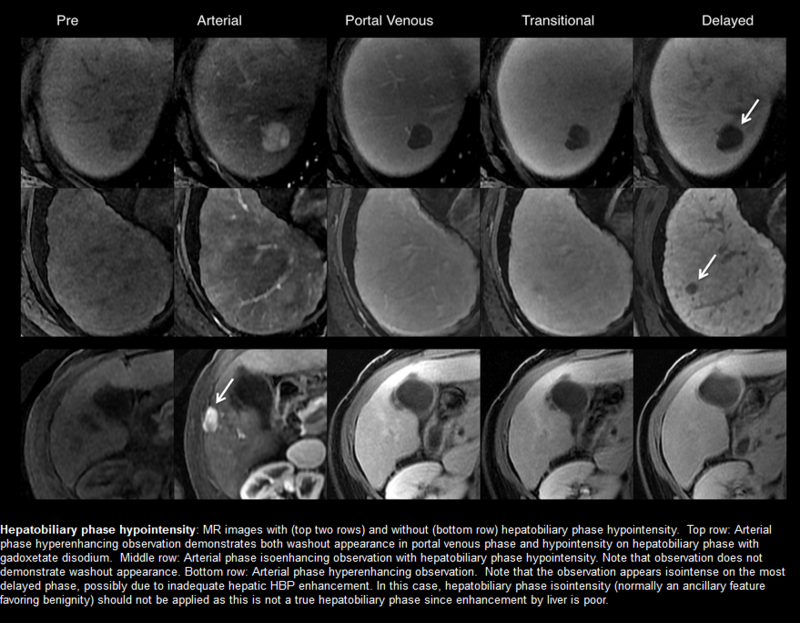 Pre Arterial Portal Venous Transitional Delayed
Hepatobiliary phase hypointensity: MR images with (top two rows) and without (bottom row) hepatobiliary phase hypointensity.  Top row: Arterial
phase hyperenhancing observation demonstrates both washout appearance in portal venous phase and hypointensity on hepatobiliary phase with
gadoxetate disodium.  Middle row: Arterial phase isoenhancing observation with hepatobiliary phase hypointensity. Note that observation does not
demonstrate washout appearance. Bottom row: Arterial phase hyperenhancing observation.  Note that the observation appears isointense on the most
delayed phase, possibly due to inadequate hepatic HBP enhancement. In this case, hepatobiliary phase isointensity (normally an ancillary feature
favoring benignity) should not be applied as this is not a true hepatobiliary phase since enhancement by liver is poor.